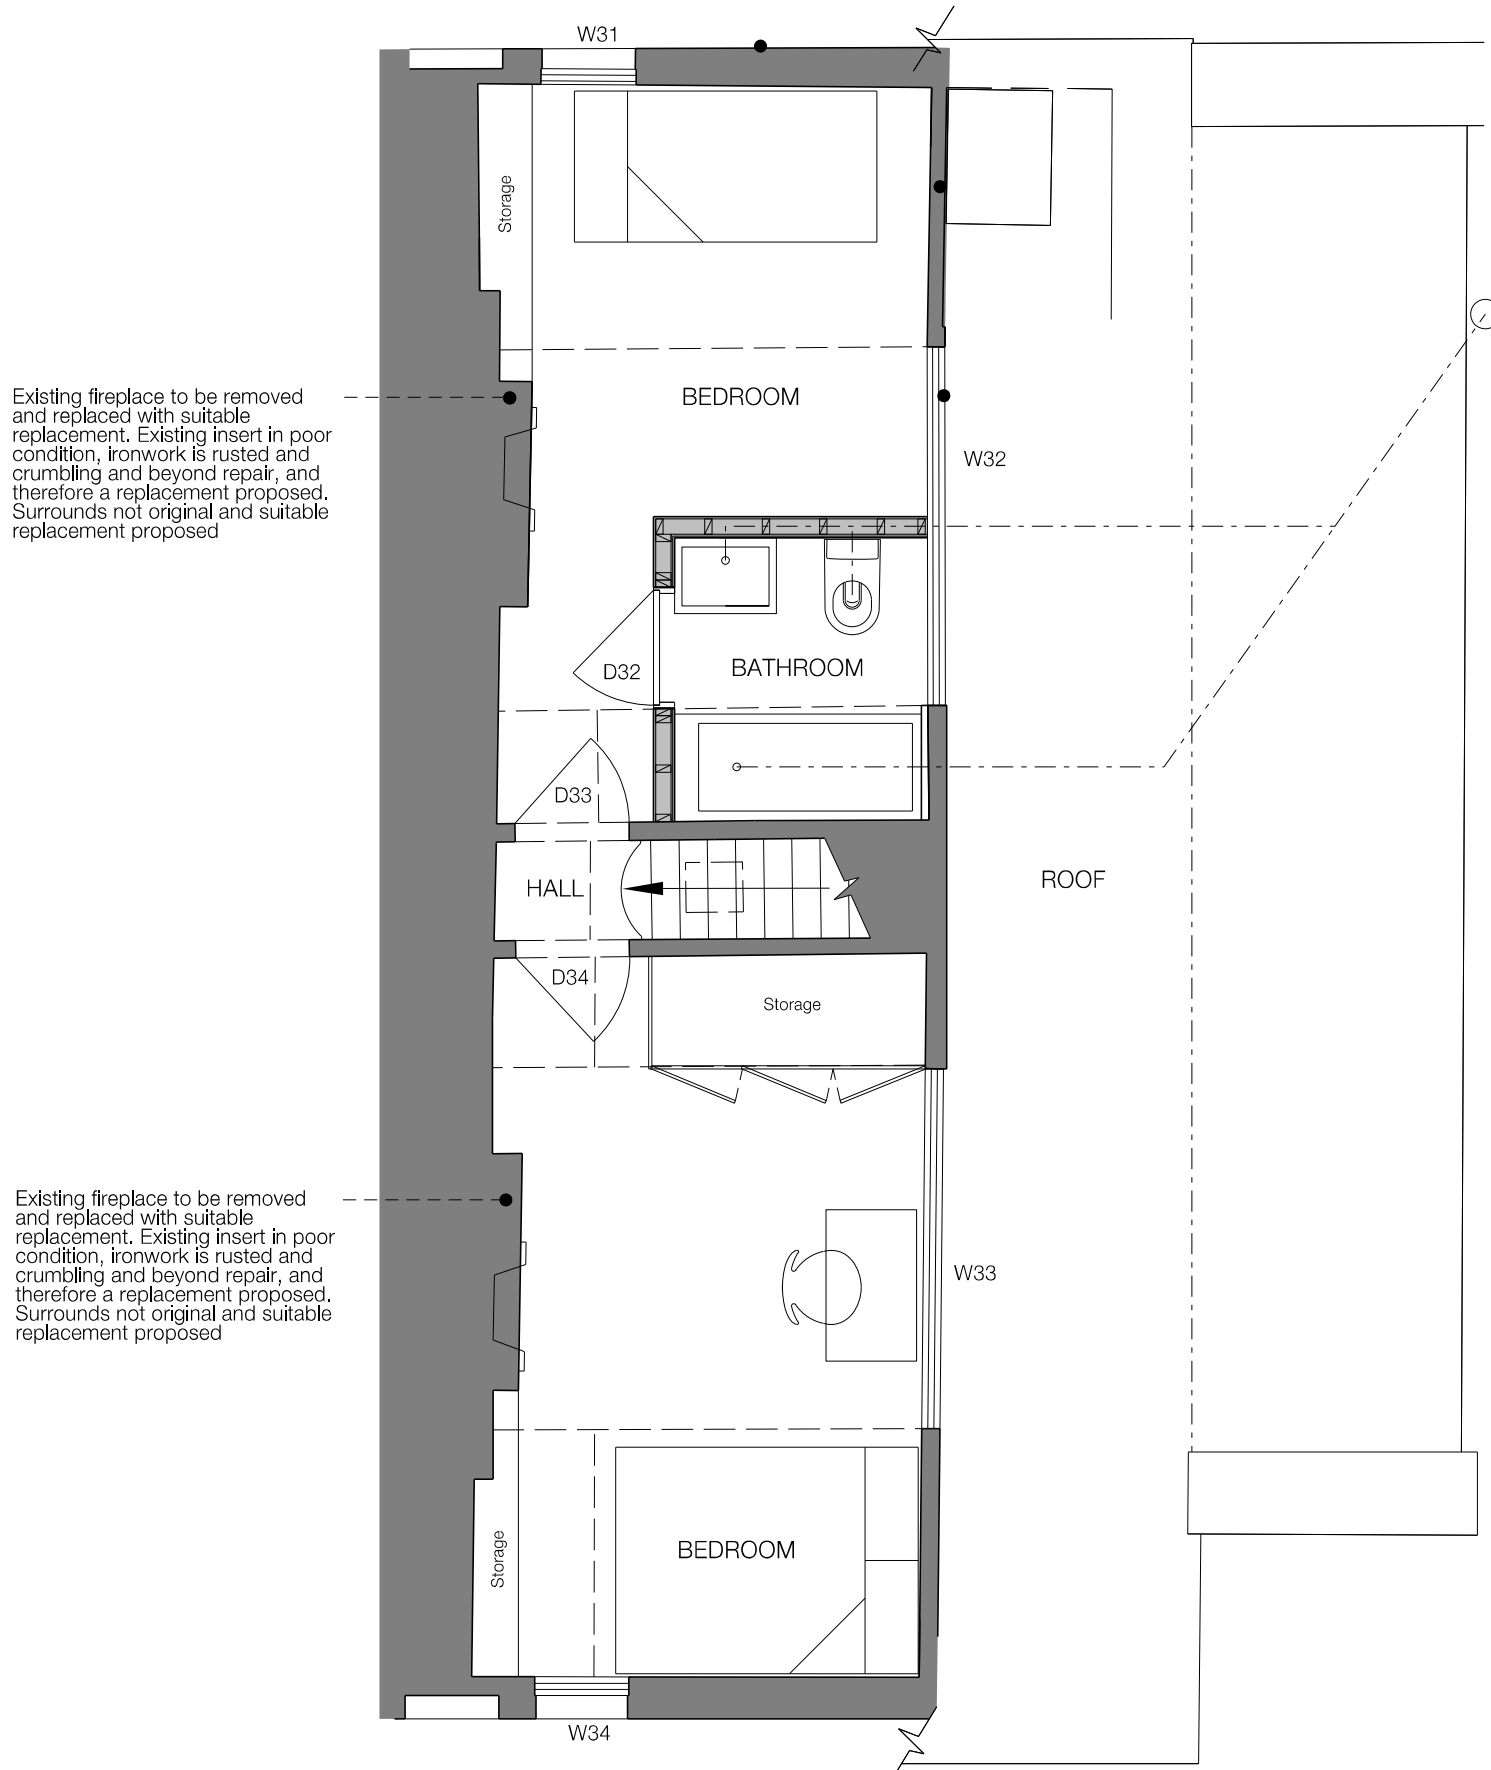 W31
Storage
Existing fireplace to be removed
and replaced with suitable
replacement. Existing insert in poor
condition, ironwork is rusted and
crumbling and beyond repair, and
therefore a replacement proposed.
Surrounds not original and suitable
replacement proposed
BEDROOM
W32
BATHROOM
D32
D33
HALL
ROOF
D34
Storage
Existing fireplace to be removed
and replaced with suitable
replacement. Existing insert in poor
condition, ironwork is rusted and
crumbling and beyond repair, and
therefore a replacement proposed.
Surrounds not original and suitable
replacement proposed
W33
Storage
BEDROOM
W34